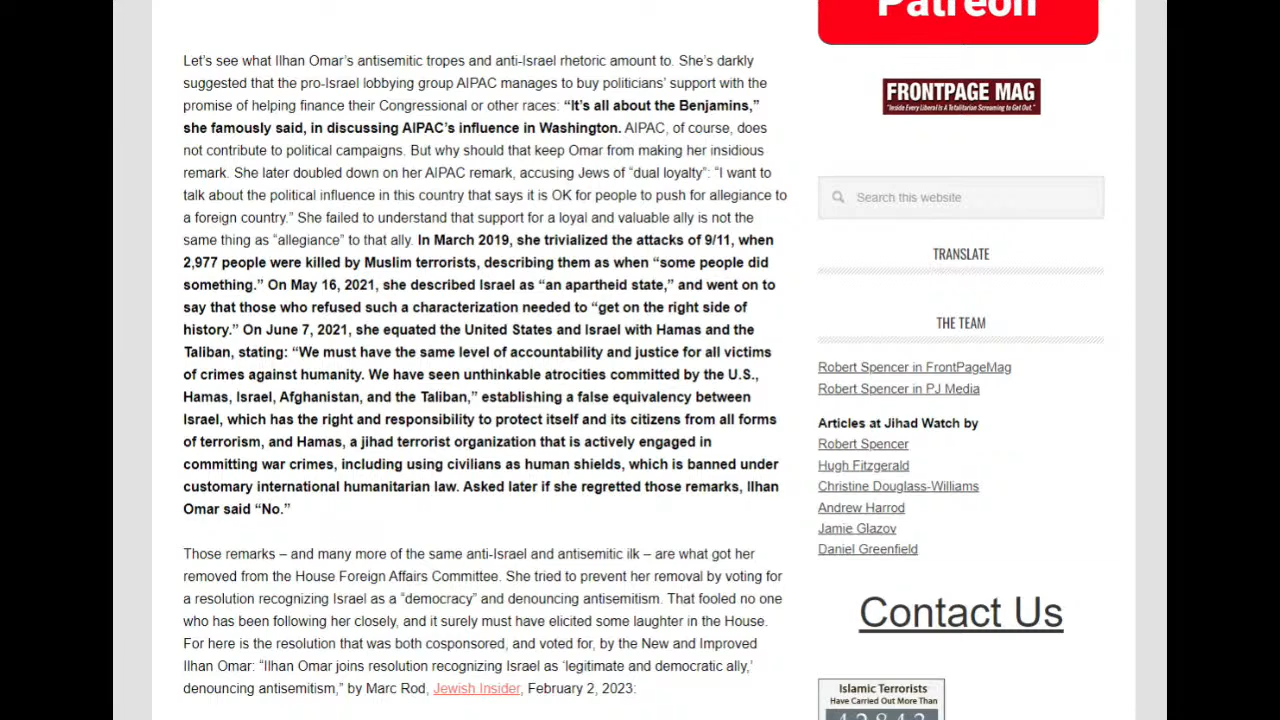 Patreon
Let’s see what Ilhan Omar’s antisemitic tropes and anti-Israel rhetoric amount to. She’s darkly
suggested that the pro-Israel lobbying group AIPAC manages to buy politicians’ support with the
promise of helping finance their Congressional or other races: “It’s all about the Benjamins,”
she famously said, in discussing AIPAC’s influence in Washington. AIPAC, of course, does
not contribute to political campaigns. But why should that keep Omar from making her insidious
remark. She later doubled down on her AIPAC remark, accusing Jews of “dual loyalty”: “I want to
talk about the political influence in this country that says it is OK for people to push for allegiance to
a foreign country.” She failed to understand that support for a loyal and valuable ally is not the
same thing as “allegiance” to that ally. In March 2019, she trivialized the attacks of 9/11, when
2,977 people were killed by Muslim terrorists, describing them as when “some people did
something.” On May 16, 2021, she described Israel as “an apartheid state,” and went on to
say that those who refused such a characterization needed to “get on the right side of
history.” On June 7, 2021, she equated the United States and Israel with Hamas and the
Taliban, stating: “We must have the same level of accountability and justice for all victims
of crimes against humanity. We have seen unthinkable atrocities committed by the U.S.,
Hamas, Israel, Afghanistan, and the Taliban,” establishing a false equivalency between
Israel, which has the right and responsibility to protect itself and its citizens from all forms
of terrorism, and Hamas, a jihad terrorist organization that is actively engaged in
committing war crimes, including using civilians as human shields, which is banned under
customary international humanitarian law. Asked later if she regretted those remarks, Ilhan
Omar said “No.”
Those remarks – and many more of the same anti-Israel and antisemitic ilk – are what got her
removed from the House Foreign Affairs Committee. She tried to prevent her removal by voting for
a resolution recognizing Israel as a “democracy” and denouncing antisemitism. That fooled no one
who has been following her closely, and it surely must have elicited some laughter in the House.
For here is the resolution that was both cosponsored, and voted for, by the New and Improved
Ilhan Omar: “Ilhan Omar joins resolution recognizing Israel as ‘legitimate and democratic ally,’
denouncing antisemitism,” by Marc Rod, Jewish Insider, February 2, 2023:
FRONTPAGE MAG
"Inside Every Liberal Is A Totalitarian Screaming to Get Out."
Search this website
TRANSLATE
THE TEAM
Robert Spencer in FrontPageMag
Robert Spencer in PJ Media
Articles at Jihad Watch by
Robert Spencer
Hugh Fitzgerald
Christine Douglass-Williams
Andrew Harrod
Jamie Glazov
Daniel Greenfield
Contact Us
Islamic Terrorists
Have Carried Out More Than